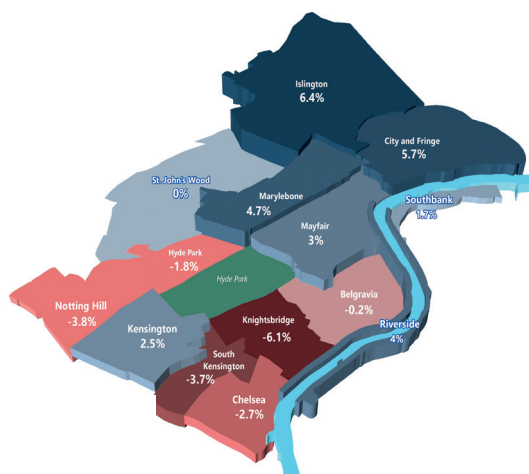 Islington
6.4%
City and Fringe
5.7%
St. John's Wood
0%
Marylebone
4.7%
Southbank
1.7%
Mayfair
3%
Hyde Park
-1.8%
Hyde Park
Notting Hill
-3.8%
Belgravia
-0.2%
Kensington
2.5%
Knightsbridge
-6.1%
Riverside
4%
South
Kensington
-3.7%
Chelsea
-2.7%